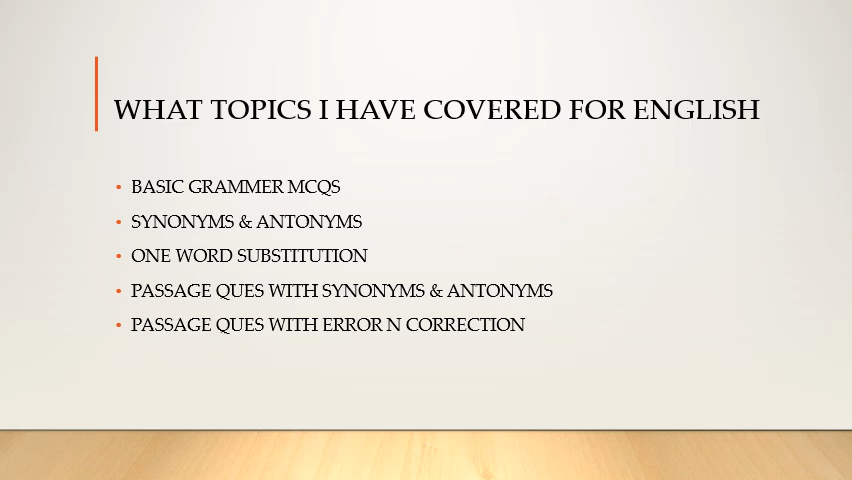 WHAT TOPICS I HAVE COVERED FOR ENGLISH
• BASIC GRAMMER MCQS
• SYNONYMS & ANTONYMS
• ONE WORD SUBSTITUTION
• PASSAGE QUES WITH SYNONYMS & ANTONYMS
• PASSAGE QUES WITH ERROR N CORRECTION